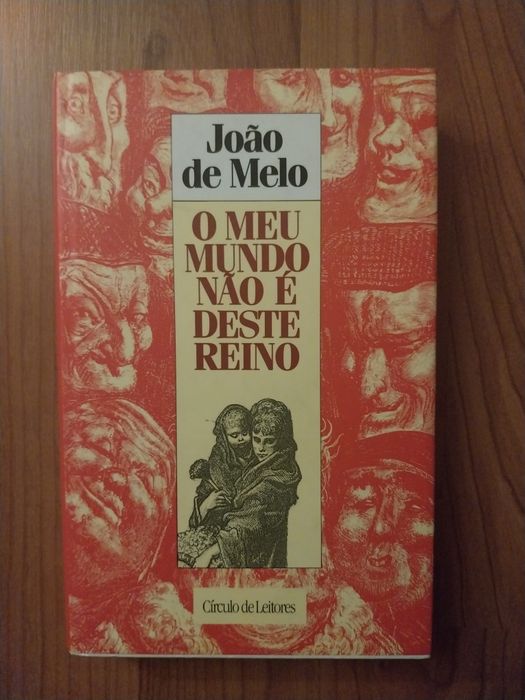 João
de Melo
O MEU
MUNDO
NÃO É
DESTE
REINO
Círculo de Leitores